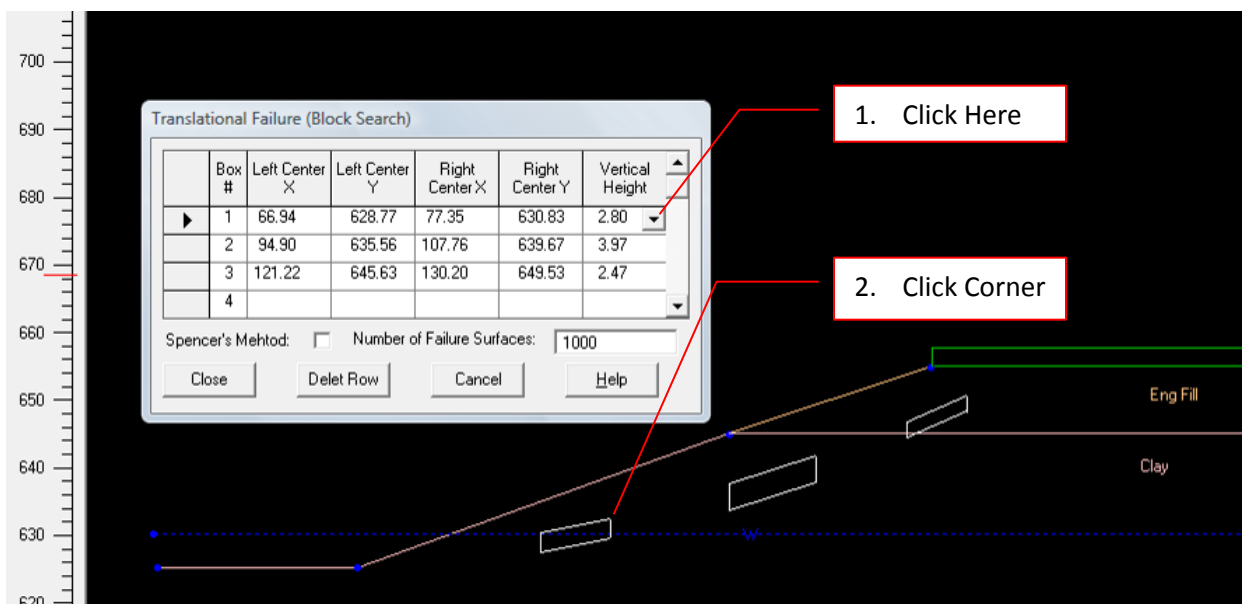 700
690
680
670
660
650
640
630
620
Translational Failure (Block Search)
Box # Left Center X Left Center Y Right Center X Right Center Y Vertical Height
1 66.94 628.77 77.35 630.83 2.80
2 94.90 635.56 107.76 639.67 3.97
3 121.22 645.63 130.20 649.53 2.47
4
Spencer's Mehtod: Number of Failure Surfaces: 1000
Close Delet Row Cancel Help
1. Click Here
2. Click Corner
Eng Fill
Clay
W